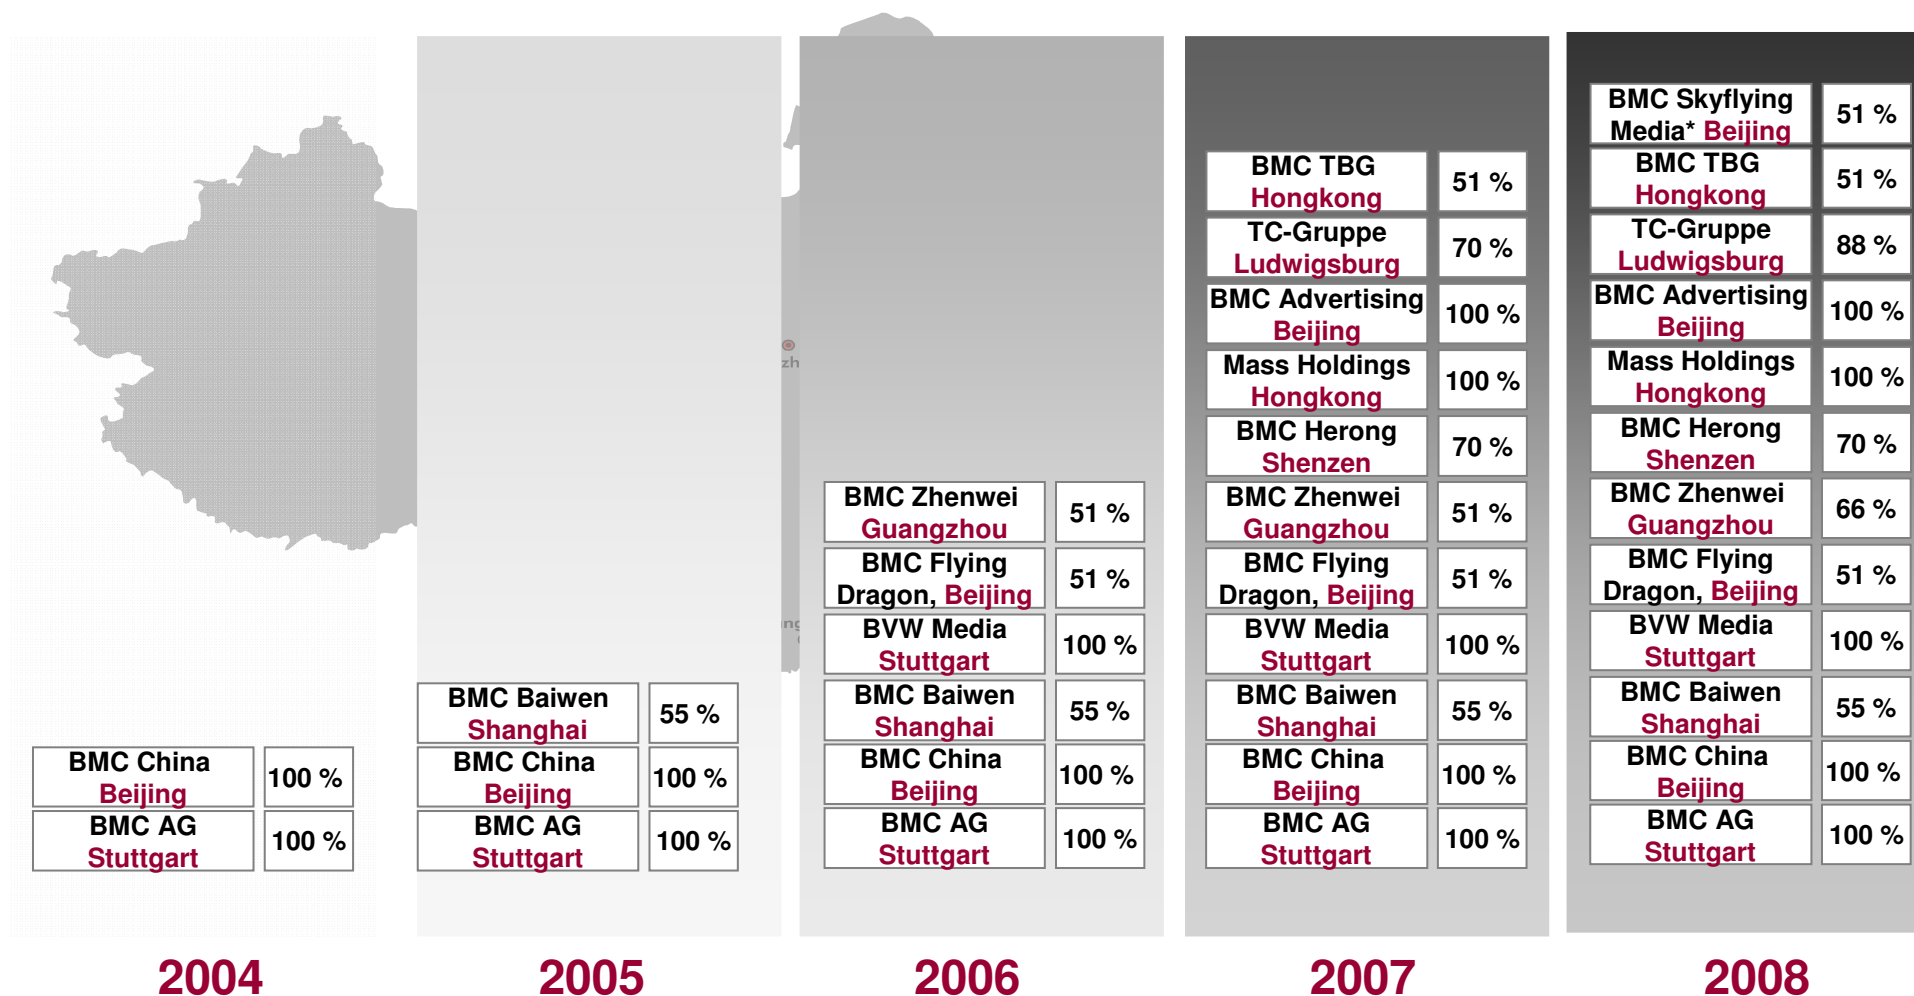 BMC China
Beijing
100 %
BMC AG
Stuttgart
100 %
2004
BMC Baiwen
Shanghai
55 %
BMC China
Beijing
100 %
BMC AG
Stuttgart
100 %
2005
BMC Zhenwei
Guangzhou
51 %
BMC Flying
Dragon, Beijing
51 %
BVW Media
Stuttgart
100 %
BMC Baiwen
Shanghai
55 %
BMC China
Beijing
100 %
BMC AG
Stuttgart
100 %
2006
BMC TBG
Hongkong
51 %
TC-Gruppe
Ludwigsburg
70 %
BMC Advertising
Beijing
100 %
Mass Holdings
Hongkong
100 %
BMC Herong
Shenzen
70 %
BMC Zhenwei
Guangzhou
51 %
BMC Flying
Dragon, Beijing
51 %
BVW Media
Stuttgart
100 %
BMC Baiwen
Shanghai
55 %
BMC China
Beijing
100 %
BMC AG
Stuttgart
100 %
2007
BMC Skyflying
Media* Beijing
51 %
BMC TBG
Hongkong
51 %
TC-Gruppe
Ludwigsburg
88 %
BMC Advertising
Beijing
100 %
Mass Holdings
Hongkong
100 %
BMC Herong
Shenzen
70 %
BMC Zhenwei
Guangzhou
66 %
BMC Flying
Dragon, Beijing
51 %
BVW Media
Stuttgart
100 %
BMC Baiwen
Shanghai
55 %
BMC China
Beijing
100 %
BMC AG
Stuttgart
100 %
2008